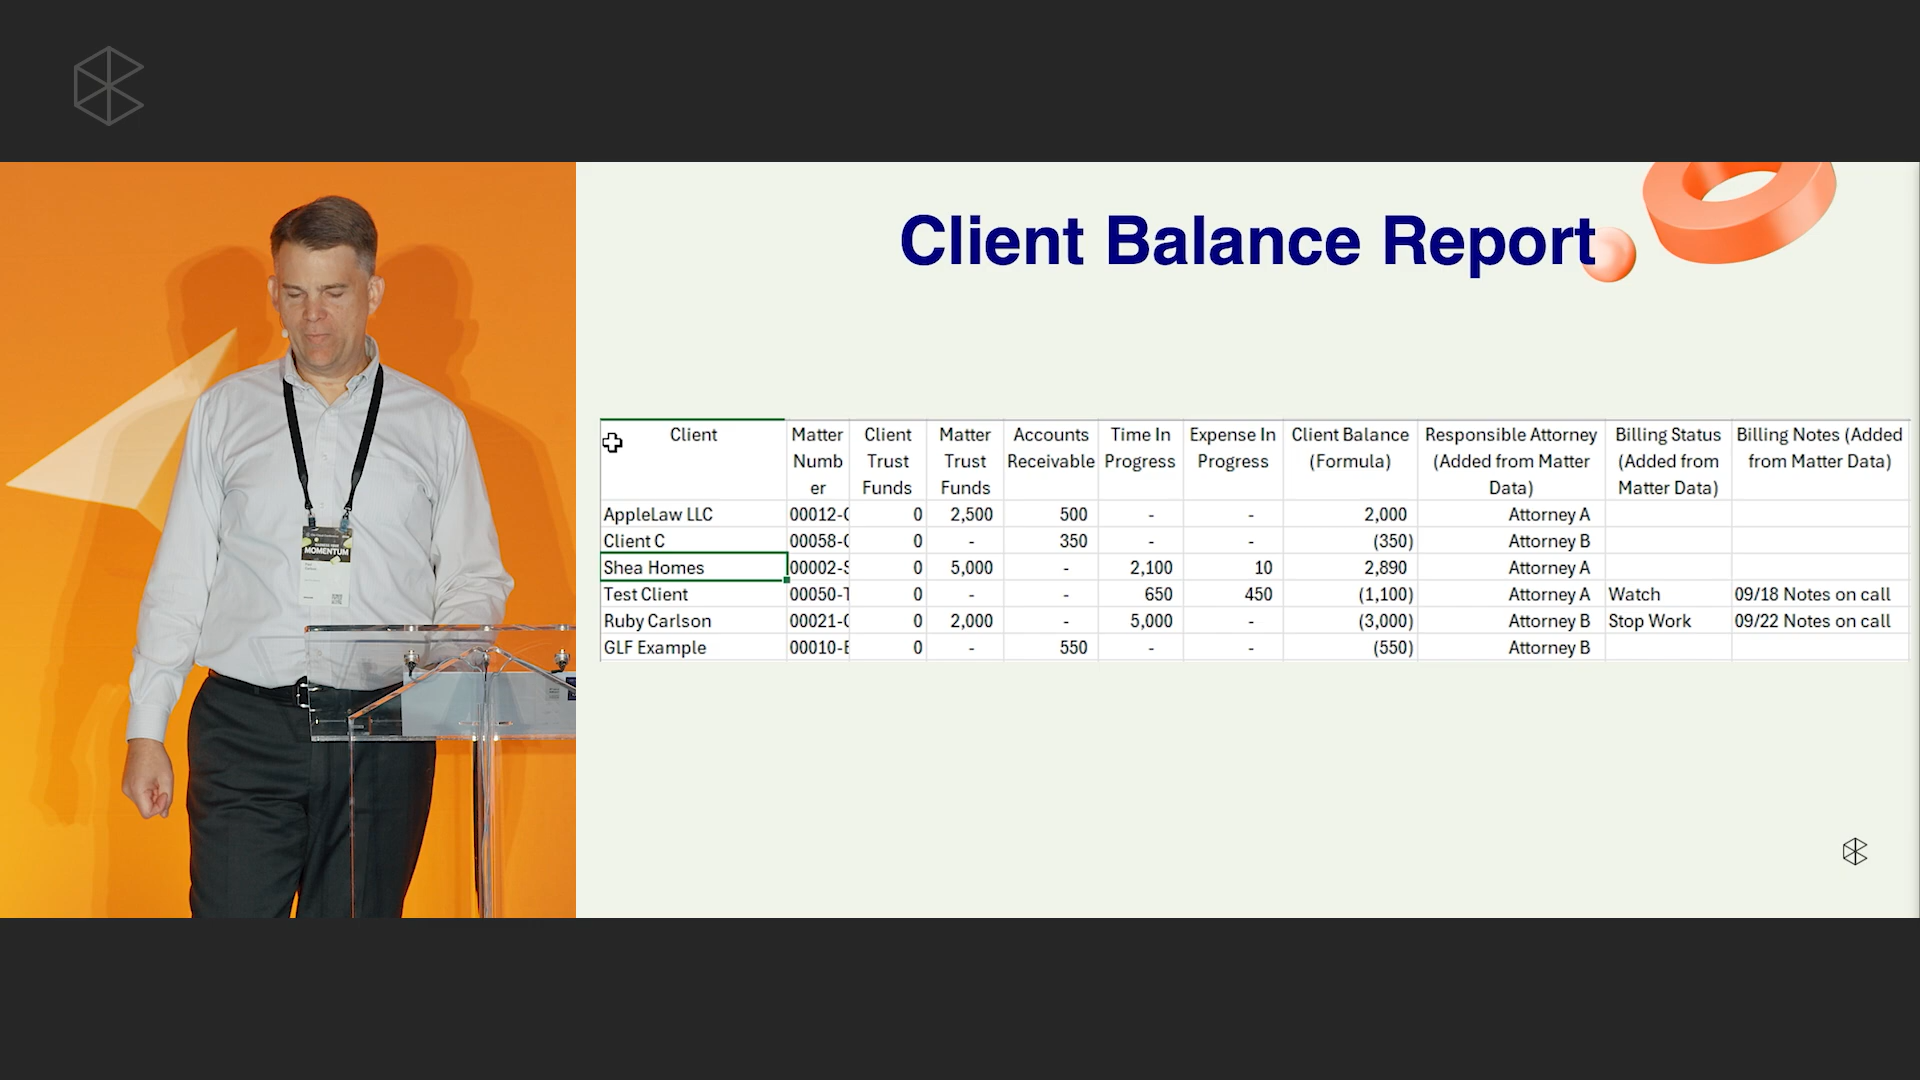 Client Balance Report
Client
Matter
Numb
er
Client
Trust
Funds
Matter
Trust
Funds
Accounts
Receivable
Time In
Progress
Expense In
Progress
Client Balance
(Formula)
Responsible Attorney
(Added from Matter
Data)
Billing Status
(Added from
Matter Data)
Billing Notes (Added
from Matter Data)
AppleLaw LLC 00012-0 2,500 500 - - 2,000 Attorney A
Client C 00058-0 - 350 - - (350) Attorney B
Shea Homes 00002- 0 5,000 - 2,100 10 2,890 Attorney A
Test Client 00050- 0 - - 650 450 (1,100) Attorney A Watch 09/18 Notes on call
Ruby Carlson 00021- 0 2,000 - 5,000 - (3,000) Attorney B Stop Work 09/22 Notes on call
GLF Example 00010- 0 - 550 - - (550) Attorney B
MOMENTUM